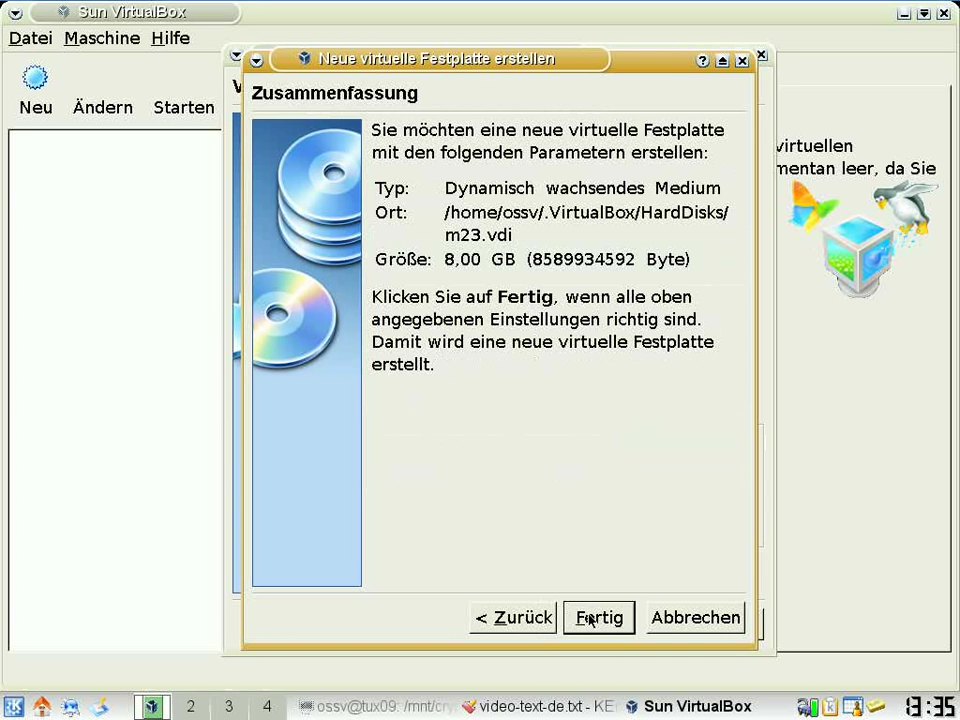 Sun VirtualBox
Datei Maschine Hilfe
Neu Ändern Starten
Neue virtuelle Festplatte erstellen
Zusammenfassung
Sie möchten eine neue virtuelle Festplatte
mit den folgenden Parametern erstellen:
Typ: Dynamisch wachsendes Medium
Ort: /home/ossv/.VirtualBox/HardDisks/
m23.vdi
Größe: 8,00 GB (8589934592 Byte)
Klicken Sie auf Fertig, wenn alle oben
angegebenen Einstellungen richtig sind.
Damit wird eine neue virtuelle Festplatte
erstellt.
< Zurück Fertig Abbrechen
virtuellen
mentan leer, da Sie
2 3 4 ossv@tux09: /mnt/cry video-text-de.txt - KE Sun VirtualBox 13:35